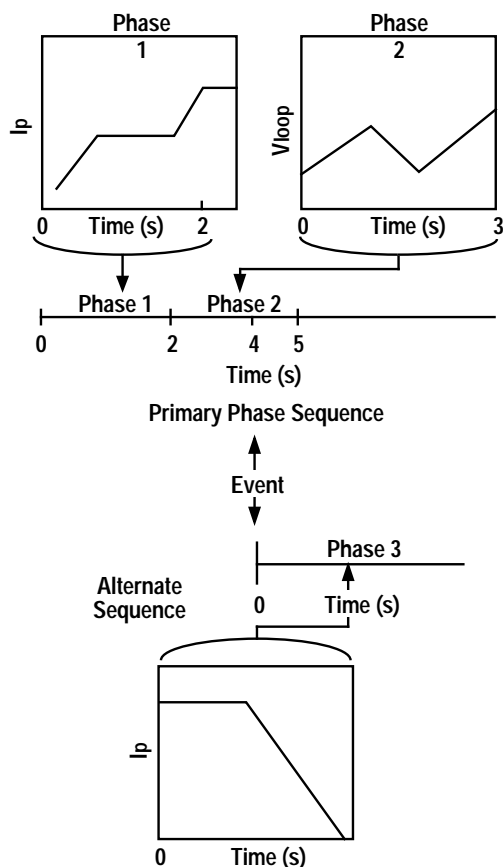 Phase
1
Ip
0 Time (s) 2
Phase
2
Vloop
0 Time (s) 3
Phase 1 Phase 2
0 2 4 5
Time (s)
Primary Phase Sequence
Event
Phase 3
Alternate
Sequence
0 Time (s)
Ip
0 Time (s)